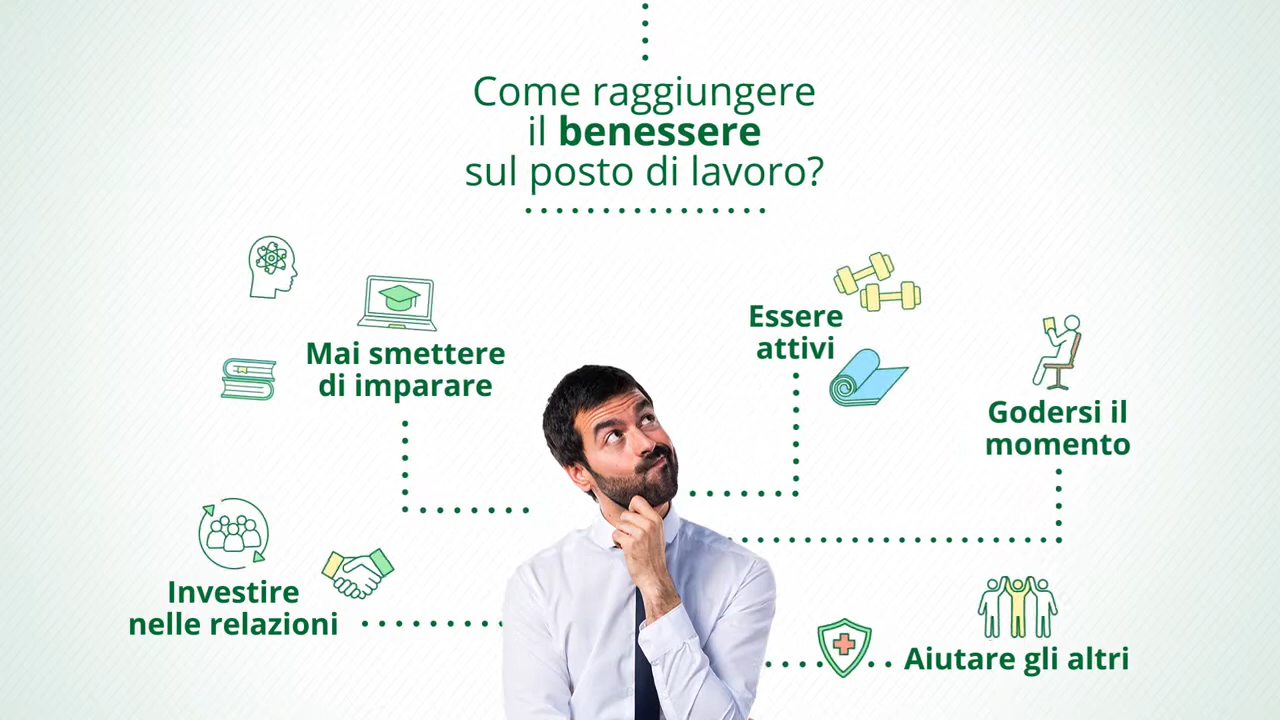 Come raggiungere
il benessere
sul posto di lavoro?
Mai smettere
di imparare
Essere
attivi
Godersi il
momento
Investire
nelle relazioni
Aiutare gli altri